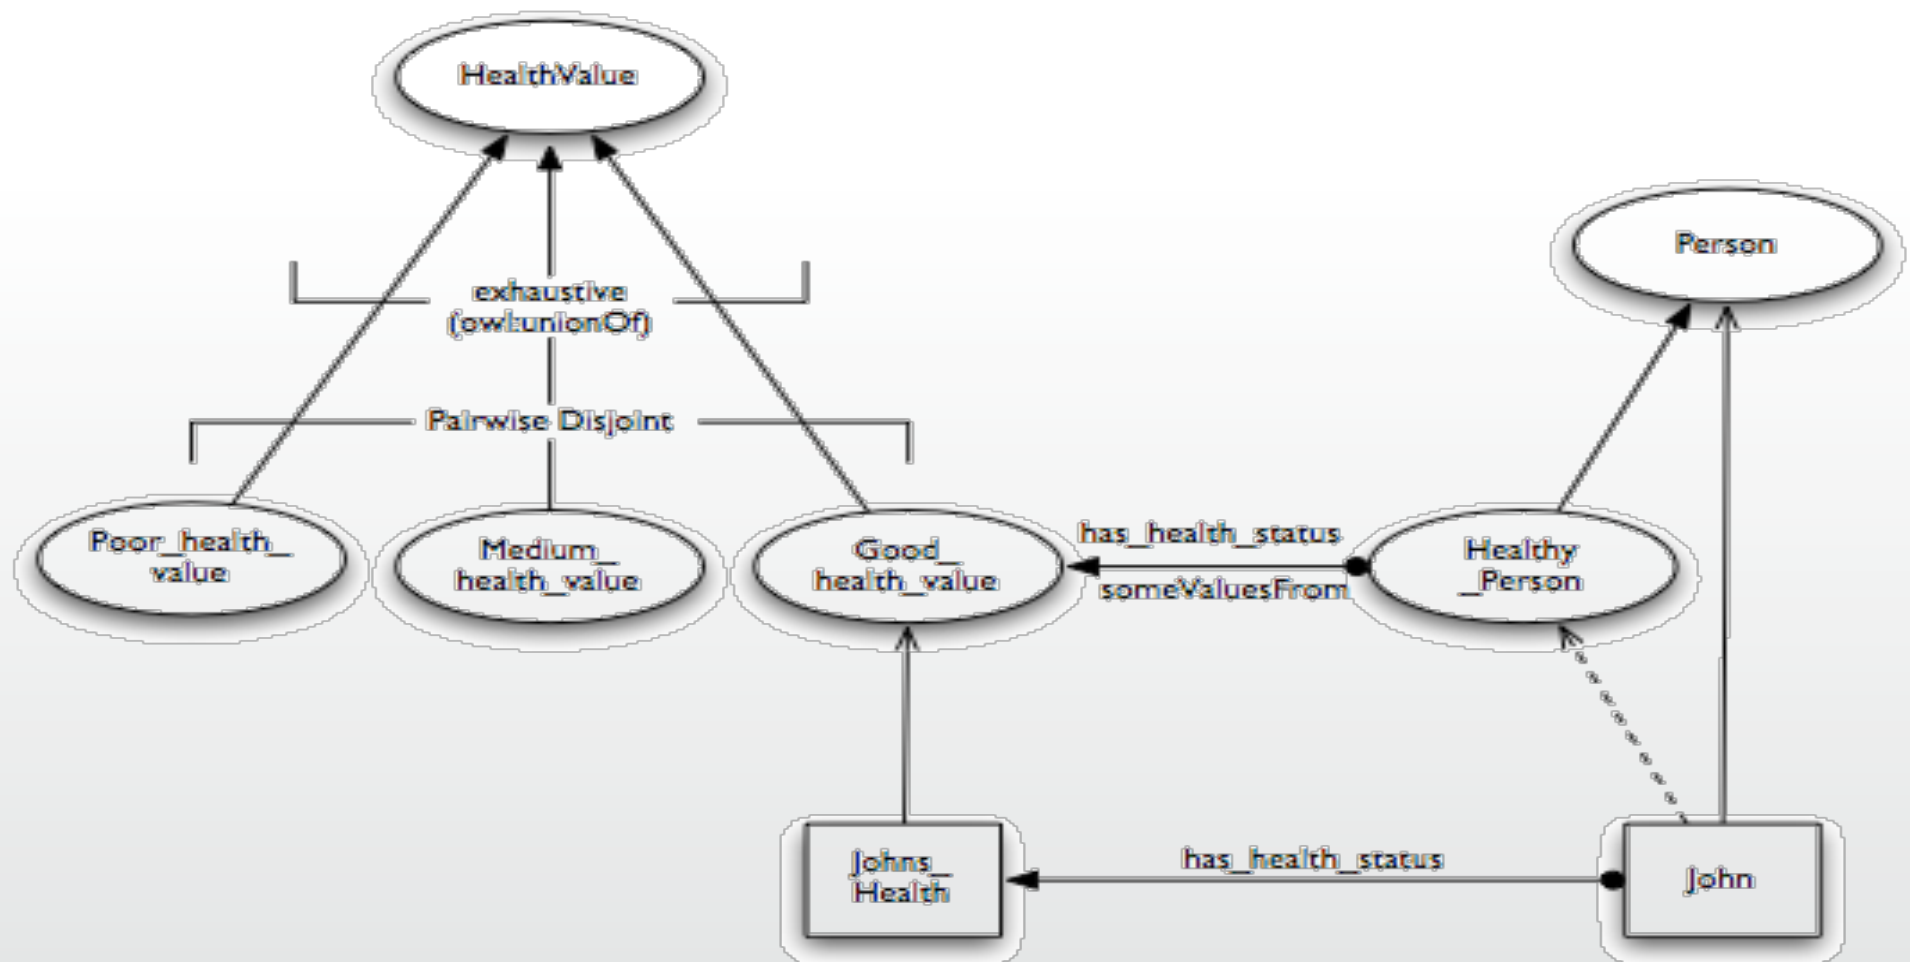 HealthValue
Person
exhaustive
(owl:unionOf)
Pairwise Disjoint
Poor_health_
value
Medium_
health_value
Good_
health_value
has_health_status
someValuesFrom
Healthy
_Person
Johns_
Health
has_health_status
John